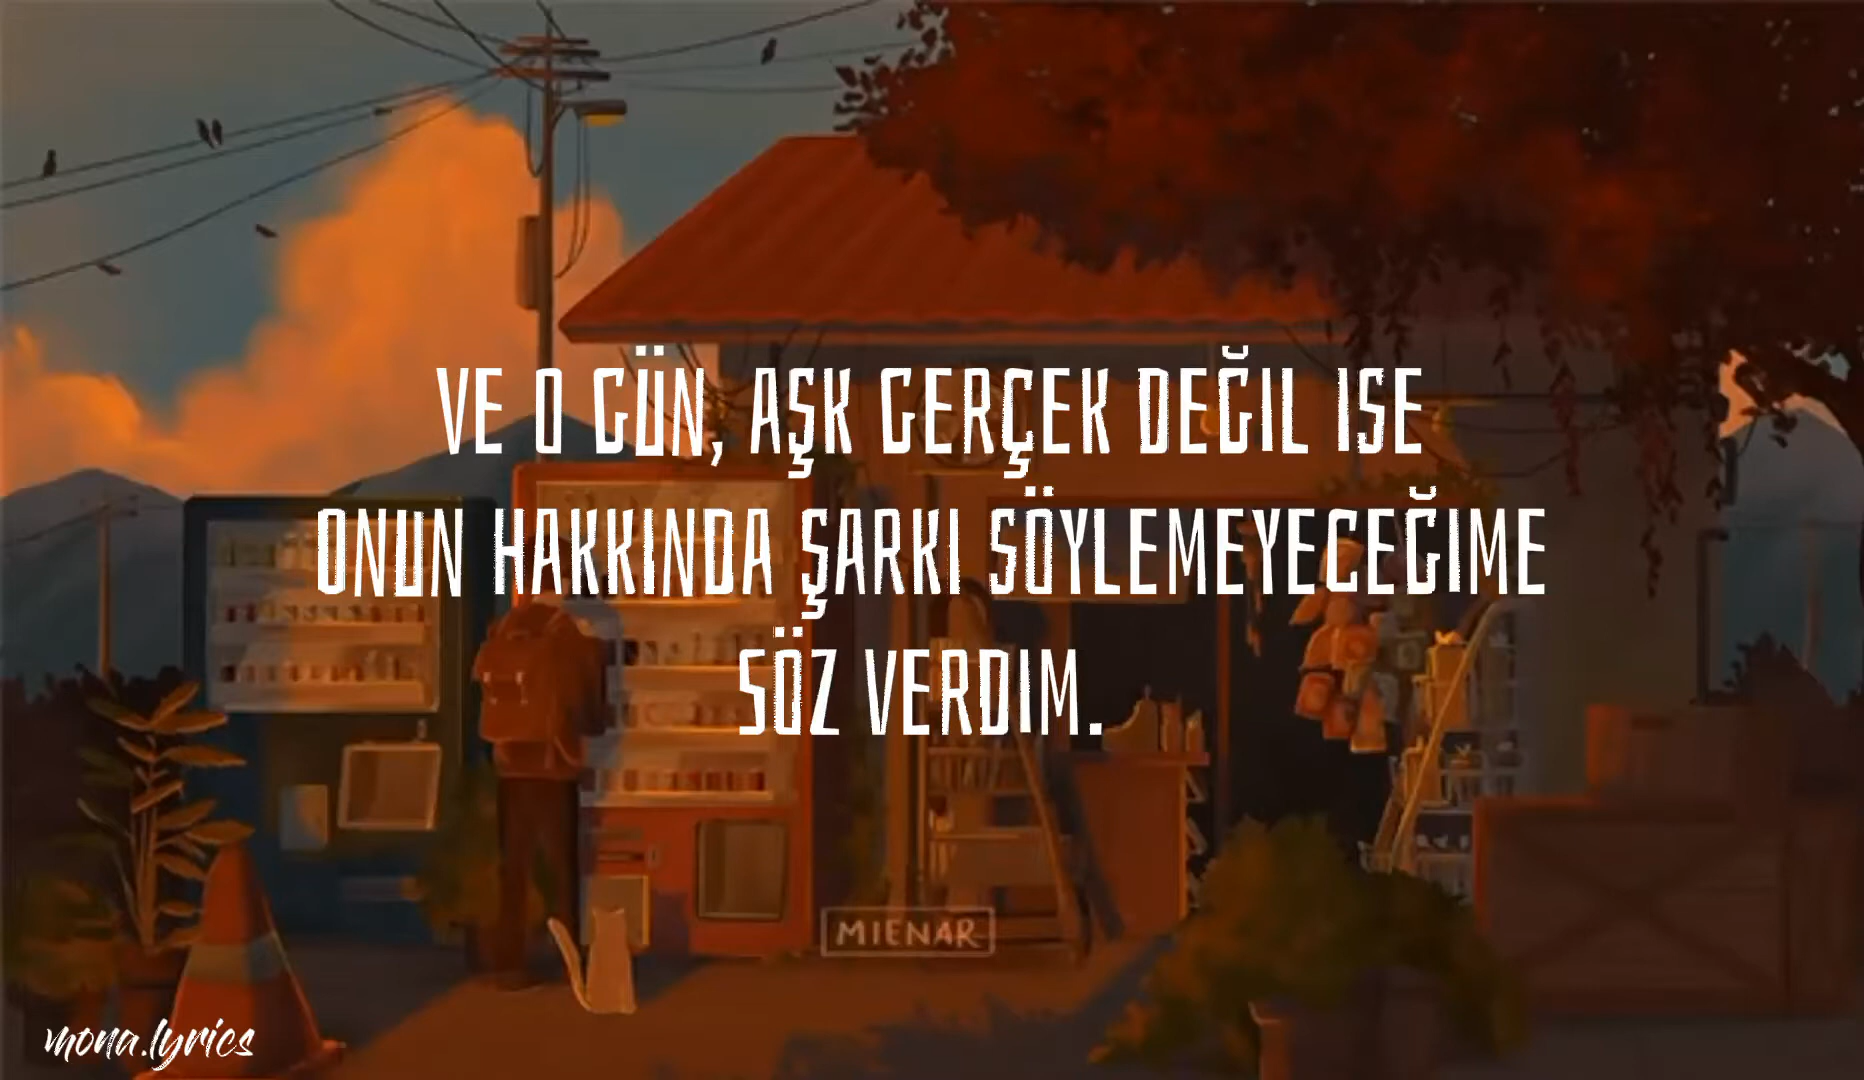 VE O GÜN, AŞK GERÇEK DEĞIL ISE
ONUN HAKKINDA ŞARKI SÖYLEMEYECEĞIME
SÖZ VERDIM.
MIENAR
mona.lyrics